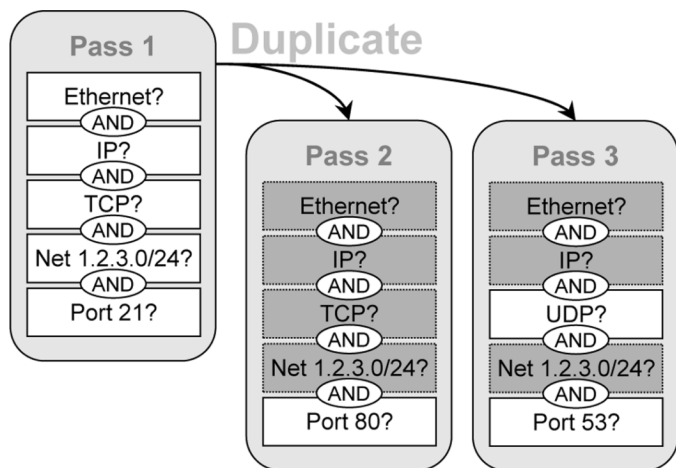 Duplicate
Pass 1
Ethernet?
AND
IP?
AND
TCP?
AND
Net 1.2.3.0/24?
AND
Port 21?
Pass 2
Ethernet?
AND
IP?
AND
TCP?
AND
Net 1.2.3.0/24?
AND
Port 80?
Pass 3
Ethernet?
AND
IP?
AND
UDP?
AND
Net 1.2.3.0/24?
AND
Port 53?